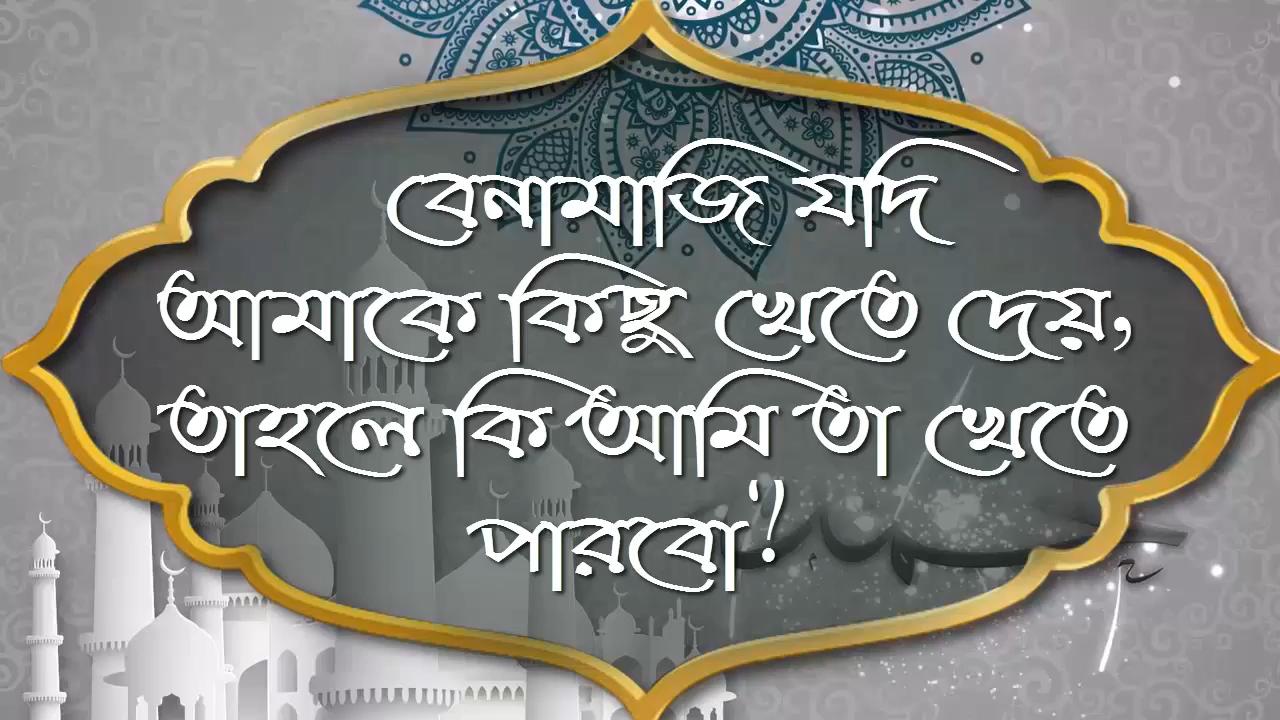 বেনামাজি যদি
আমাকে কিছু খেতে দেয়,
তাহলে কি আমি তা খেতে
পারবো?